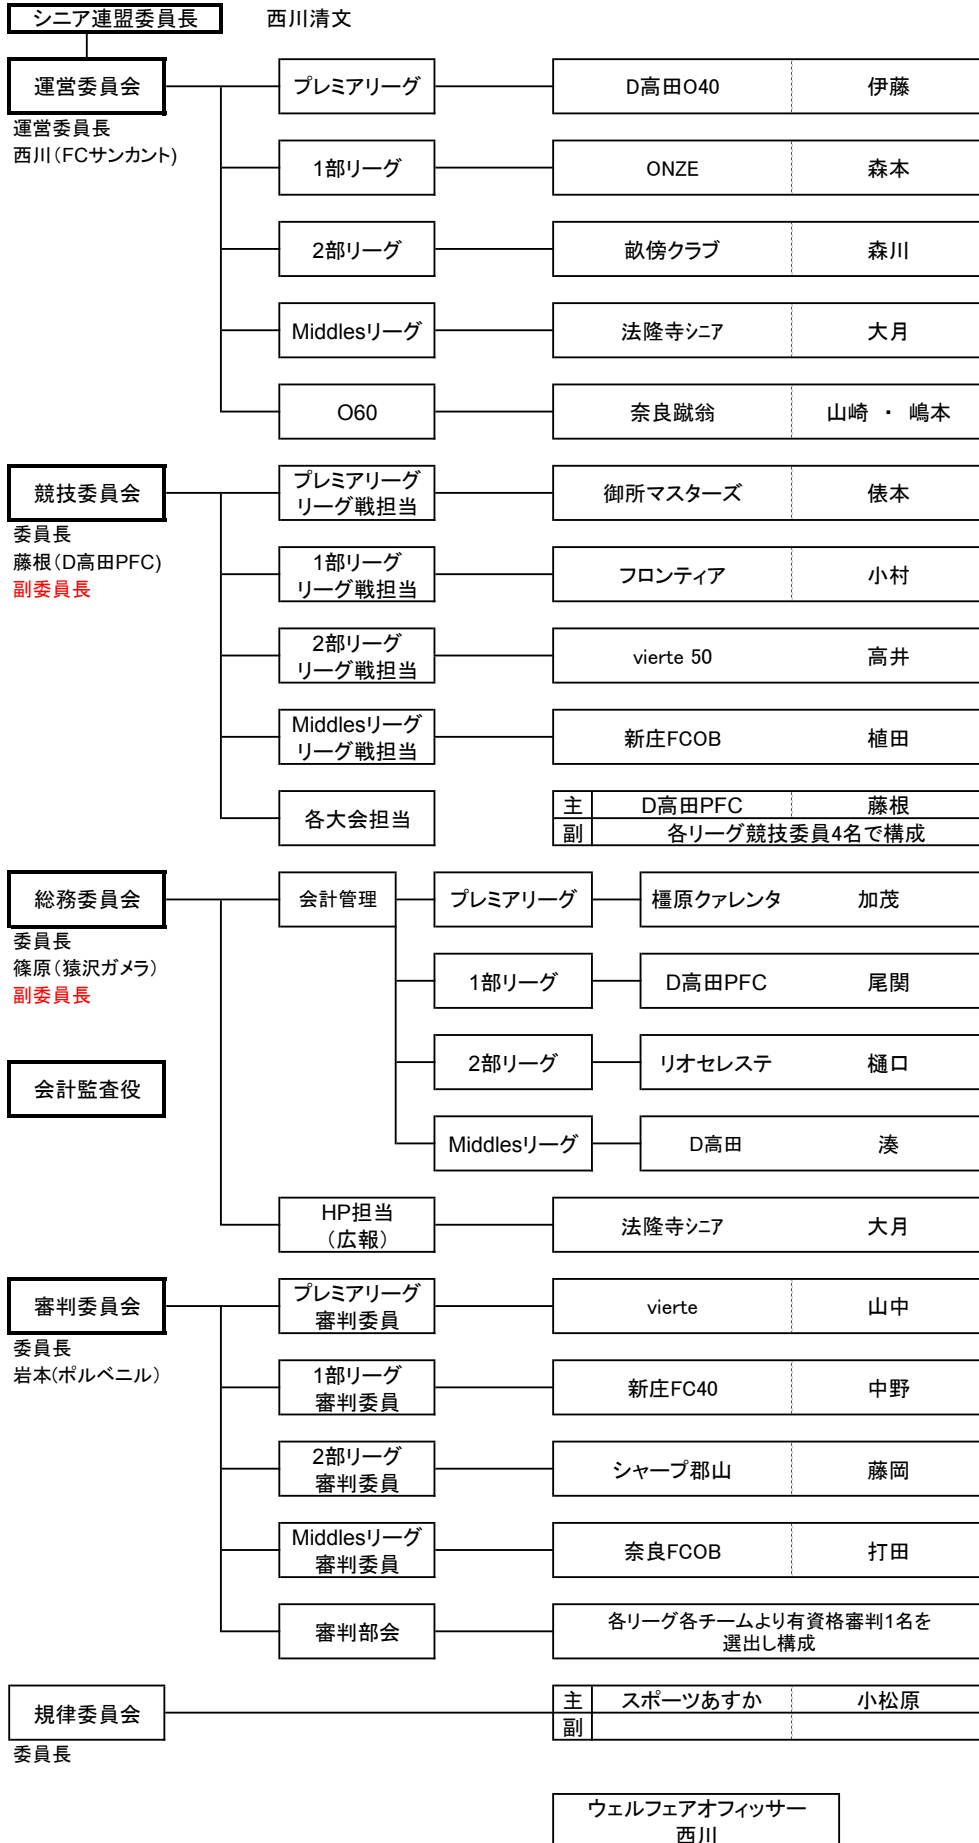 シニア連盟委員長 西川清文
運営委員会 プレミアリーグ D高田O40 伊藤
運営委員長
西川(FCサンカント)
1部リーグ ONZE 森本
2部リーグ 畝傍クラブ 森川
Middlesリーグ 法隆寺シニア 大月
O60 奈良蹴翁 山崎 ・ 嶋本
競技委員会 プレミアリーグ
リーグ戦担当 御所マスターズ 俵本
委員長
藤根(D高田PFC)
副委員長
1部リーグ
リーグ戦担当 フロンティア 小村
2部リーグ
リーグ戦担当 vierte 50 高井
Middlesリーグ
リーグ戦担当 新庄FCOB 植田
各大会担当 主 D高田PFC 藤根
副 各リーグ競技委員4名で構成
総務委員会 会計管理 プレミアリーグ 橿原クァレンタ 加茂
委員長
篠原(猿沢ガメラ)
副委員長
1部リーグ D高田PFC 尾関
会計監査役
2部リーグ リオセレステ 樋口
Middlesリーグ D高田 湊
HP担当
(広報) 法隆寺シニア 大月
審判委員会 プレミアリーグ
審判委員 vierte 山中
委員長
岩本(ポルベニル)
1部リーグ
審判委員 新庄FC40 中野
2部リーグ
審判委員 シャープ郡山 藤岡
Middlesリーグ
審判委員 奈良FCOB 打田
審判部会 各リーグ各チームより有資格審判1名を
選出し構成
規律委員会 主 スポーツあすか 小松原
副
委員長
ウェルフェアオフィッサー
西川